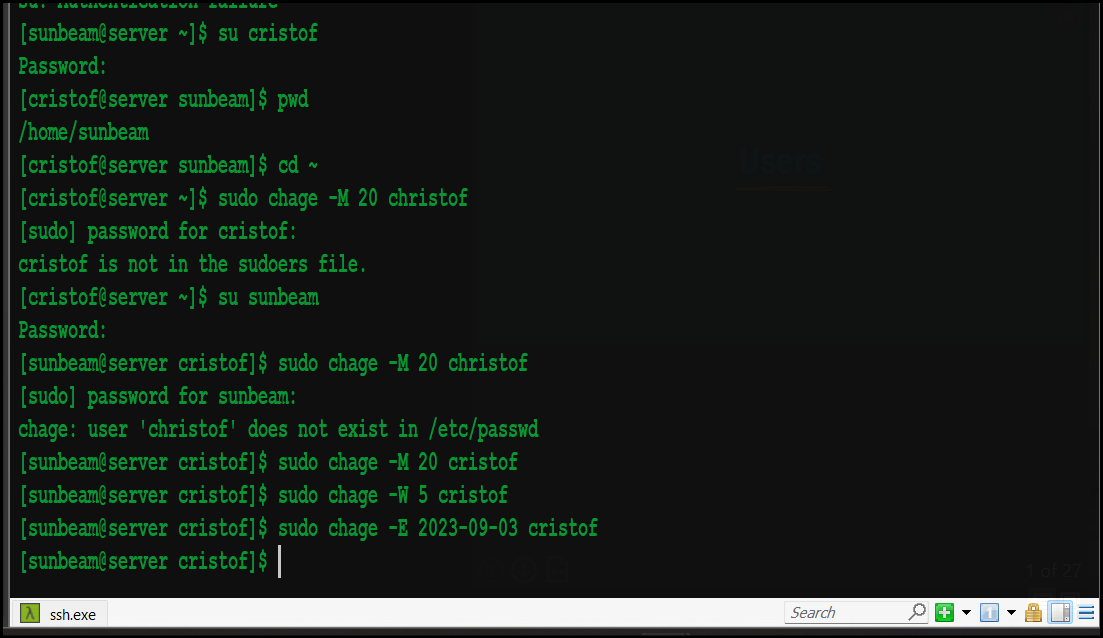 su: Authentication failure
[sunbeam@server ~]$ su cristof
Password:
[cristof@server sunbeam]$ pwd
/home/sunbeam
[cristof@server sunbeam]$ cd ~
[cristof@server ~]$ sudo chage -M 20 christof
[sudo] password for cristof:
cristof is not in the sudoers file.
[cristof@server ~]$ su sunbeam
Password:
[sunbeam@server cristof]$ sudo chage -M 20 christof
[sudo] password for sunbeam:
chage: user 'christof' does not exist in /etc/passwd
[sunbeam@server cristof]$ sudo chage -M 20 cristof
[sunbeam@server cristof]$ sudo chage -W 5 cristof
[sunbeam@server cristof]$ sudo chage -E 2023-09-03 cristof
[sunbeam@server cristof]$
Users
1 of 27
λ ssh.exe
Search
1